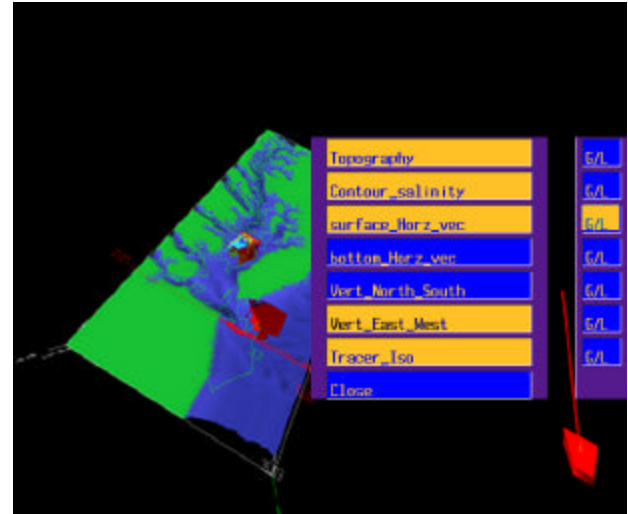 Topography
G/L
Contour_salinity
G/L
surface_Horz_vec
G/L
bottom_Horz_vec
G/L
Vert_North_South
G/L
Vert_East_West
G/L
Tracer_Iso
G/L
Close